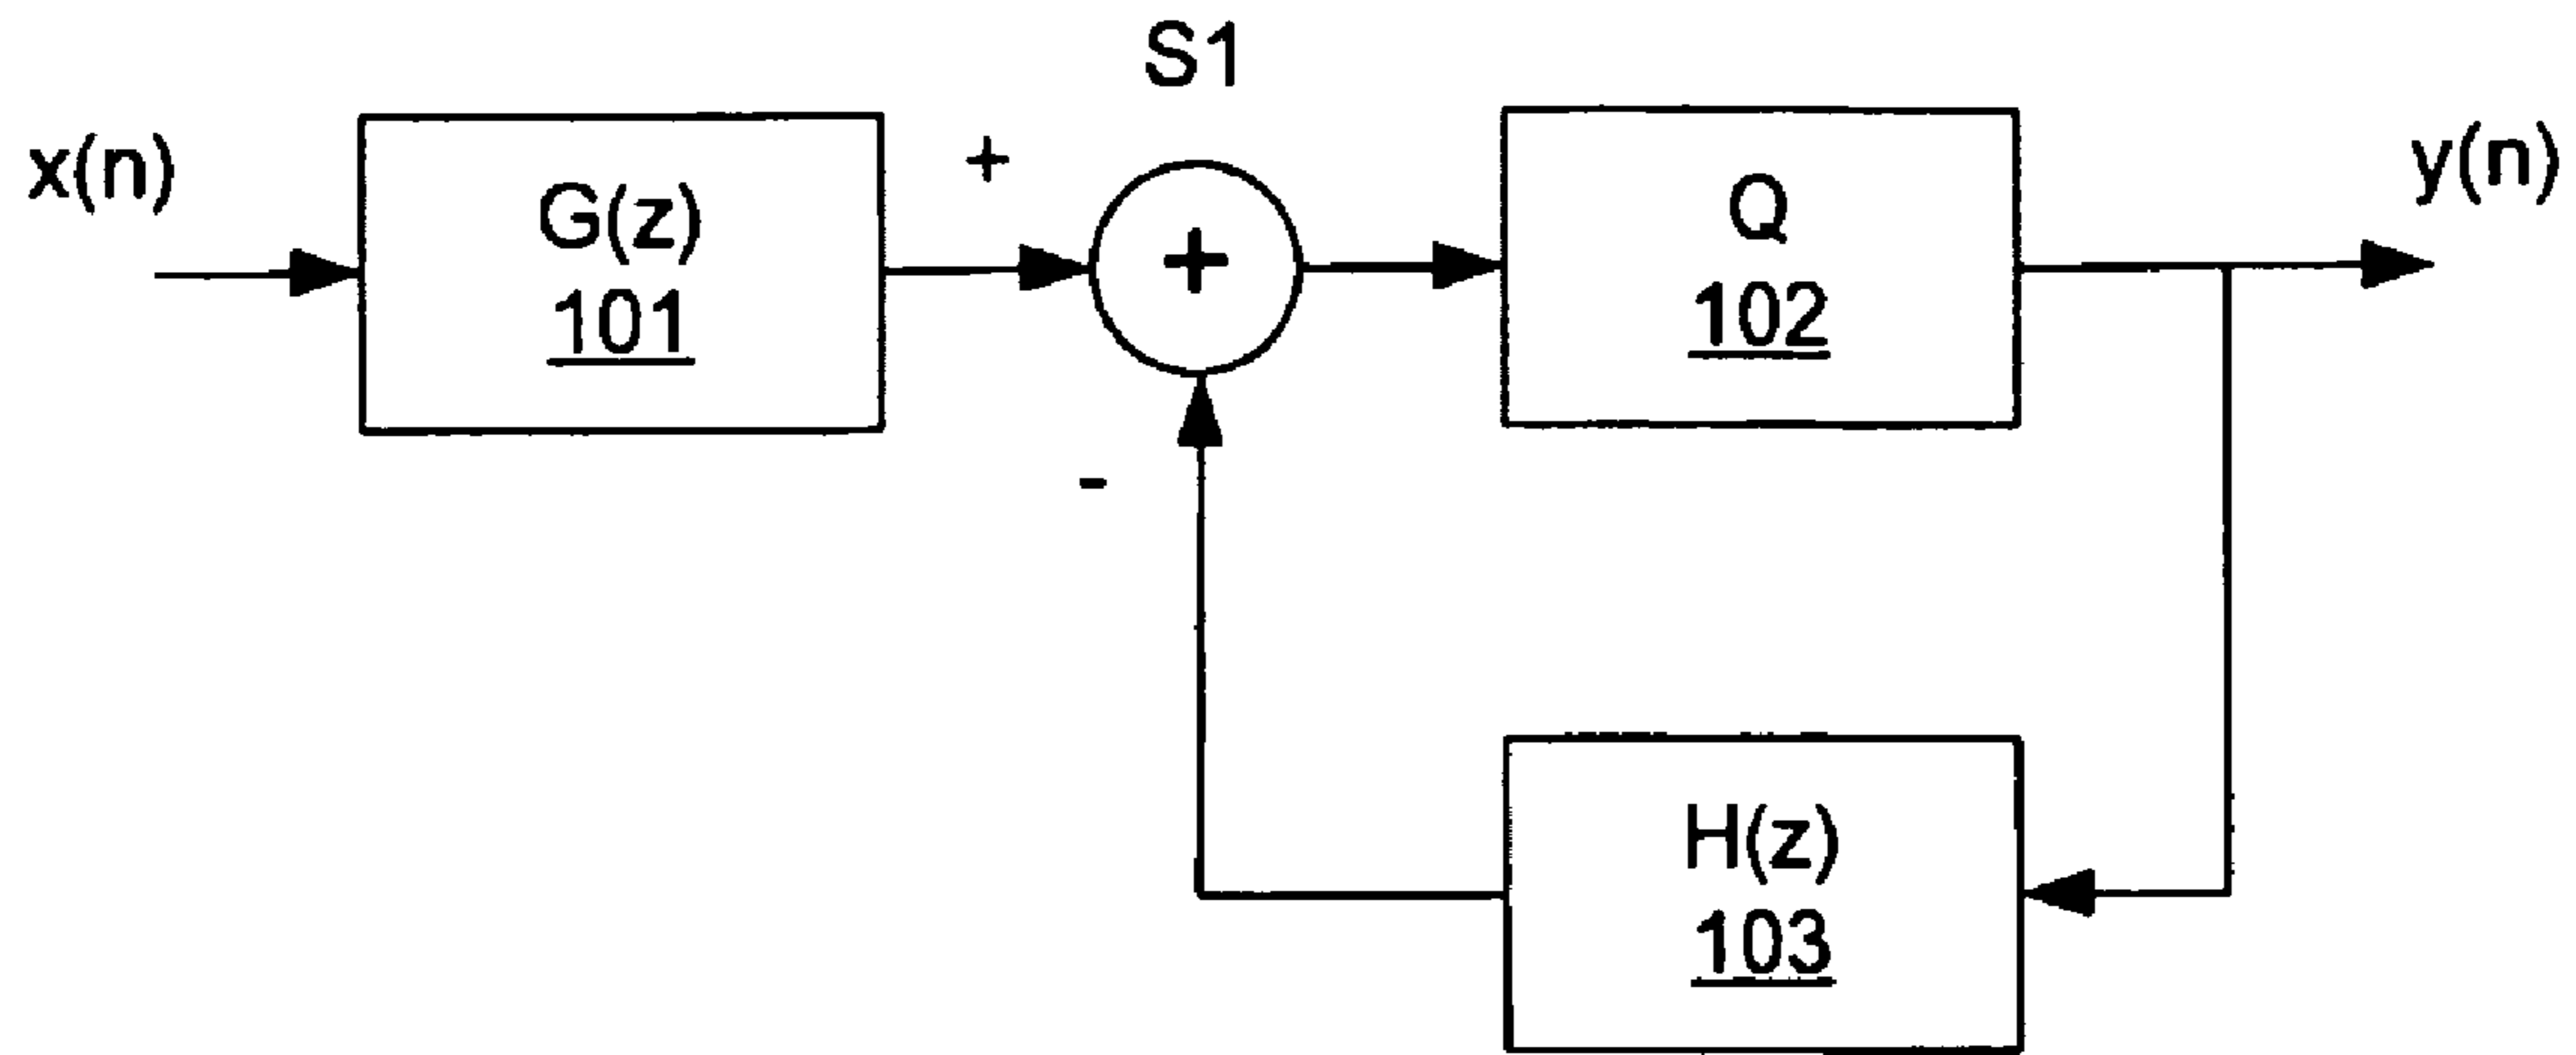 S1
x(n)
G(z)
101
+
+
Q
102
y(n)
-
H(z)
103